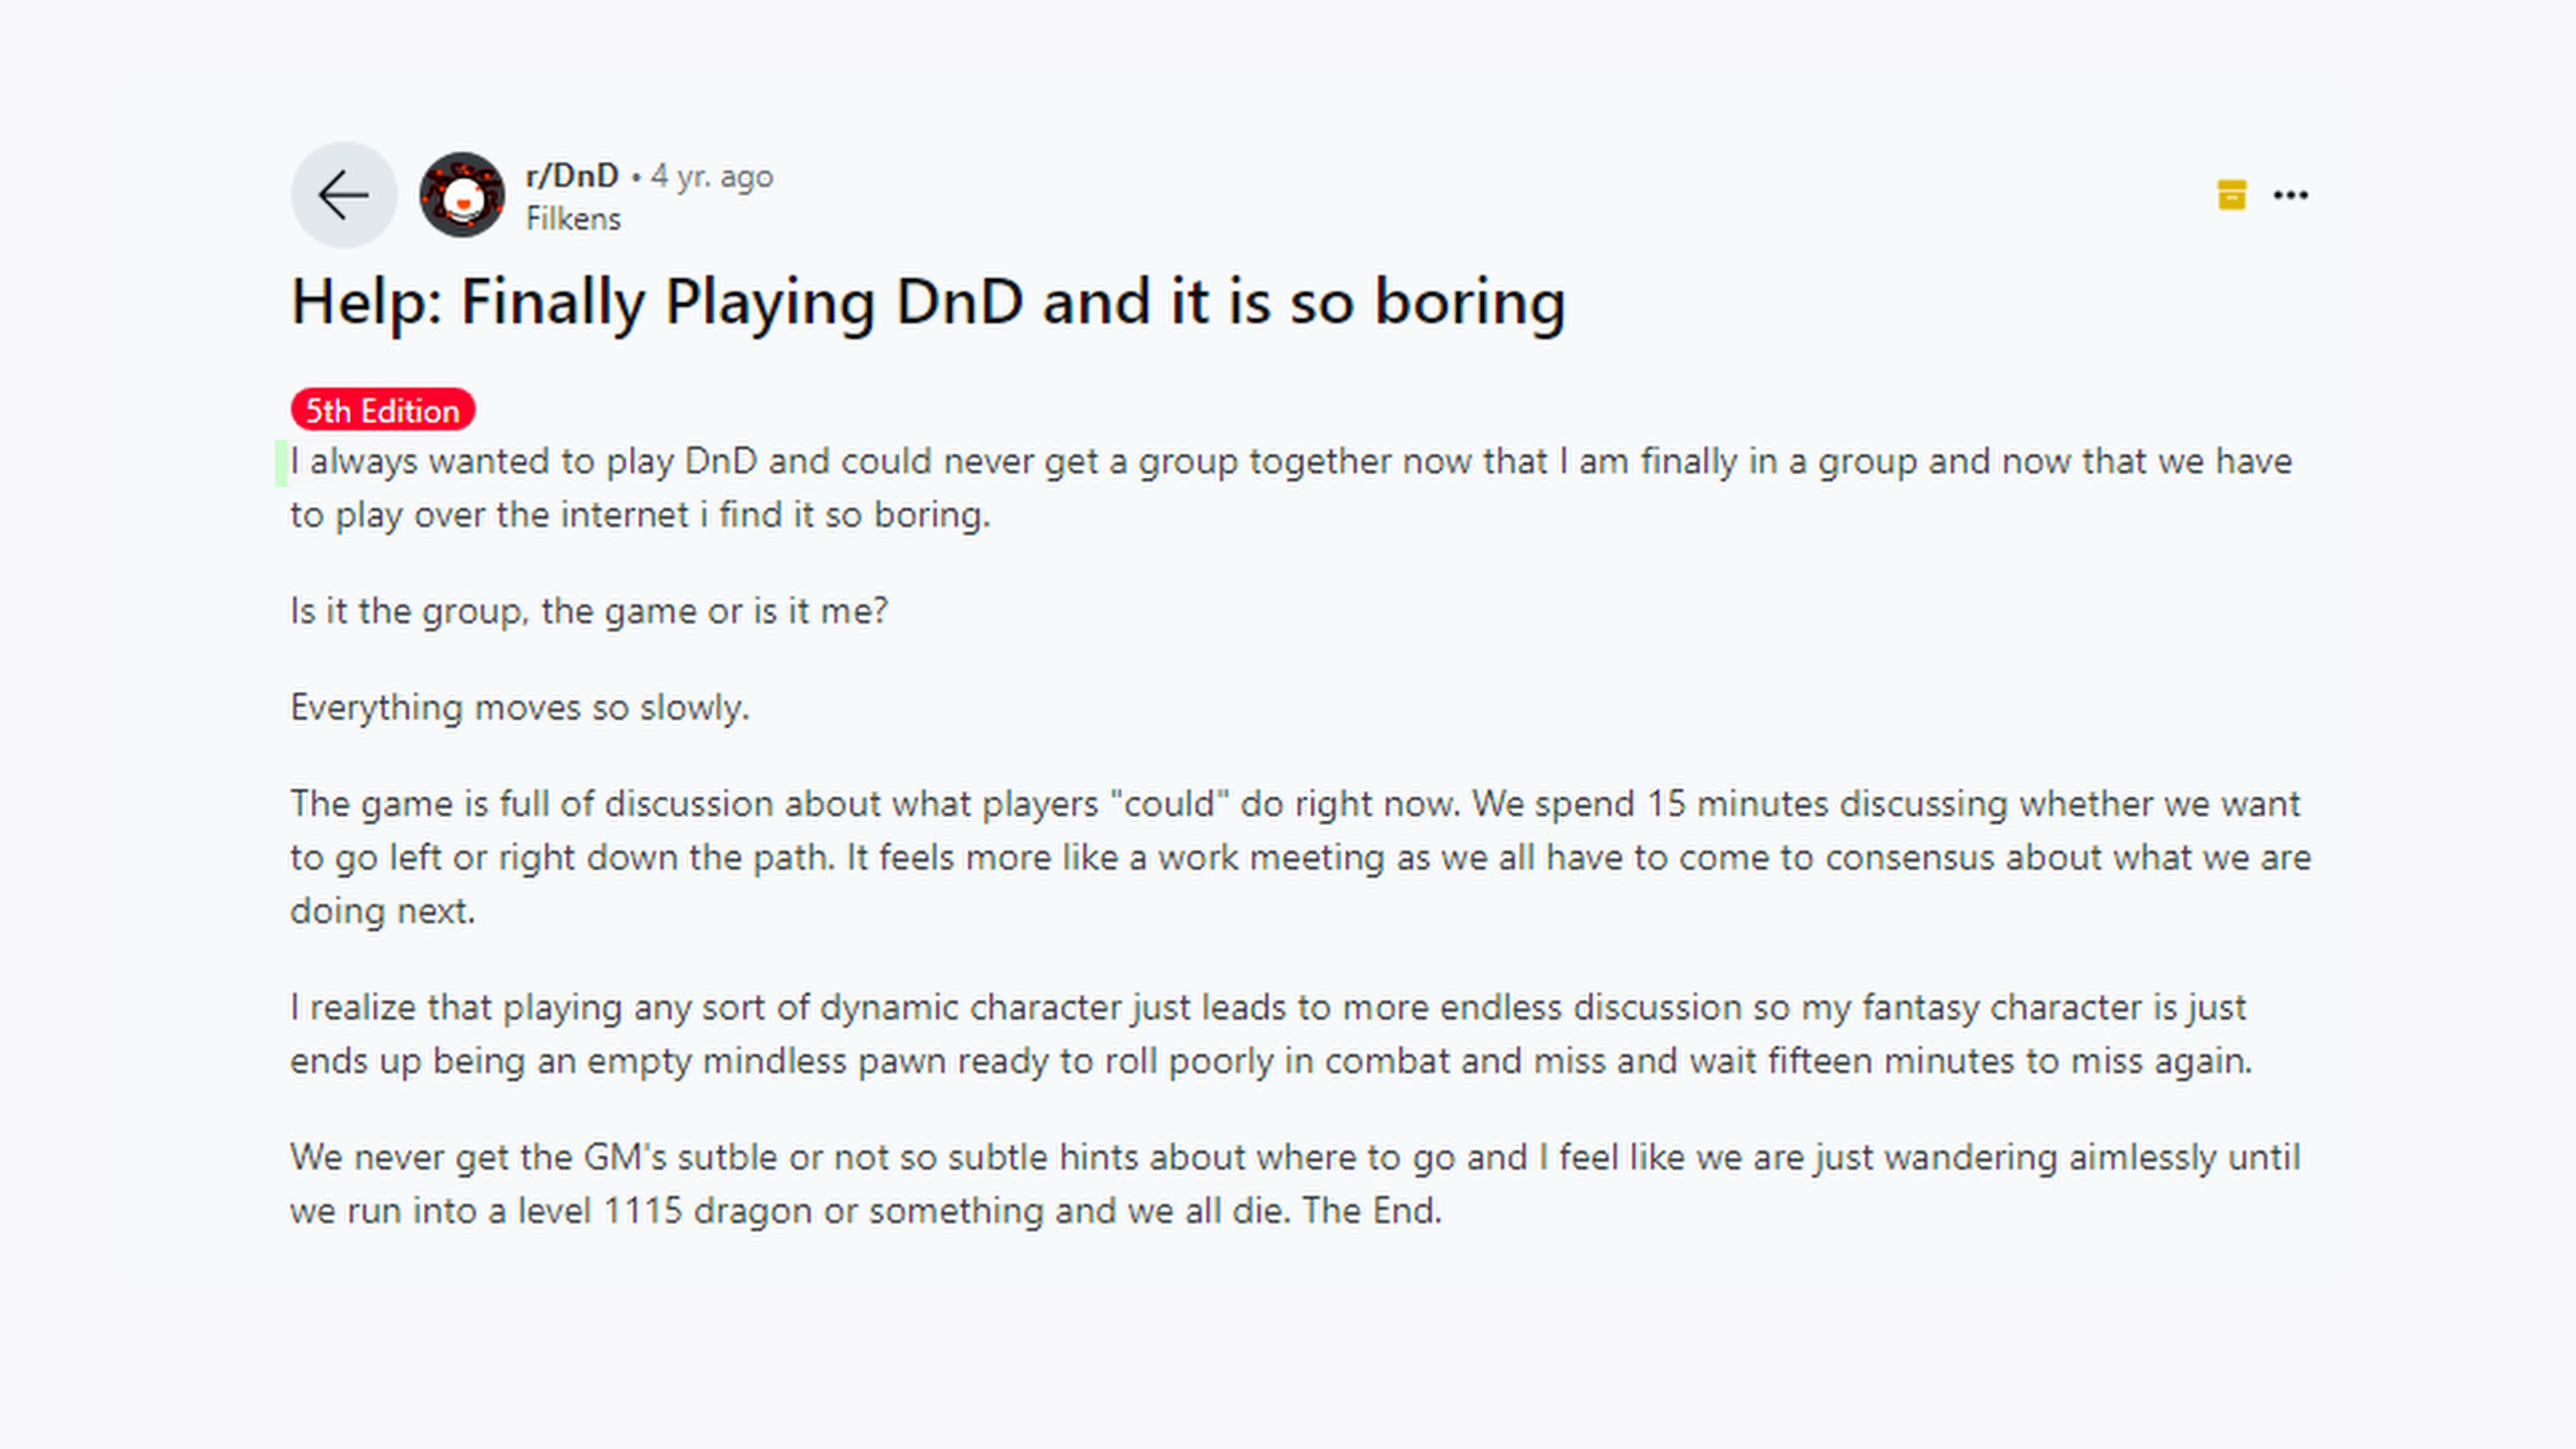 r/DnD • 4 yr. ago
Filkens
Help: Finally Playing DnD and it is so boring
5th Edition
I always wanted to play DnD and could never get a group together now that I am finally in a group and now that we have
to play over the internet i find it so boring.
Is it the group, the game or is it me?
Everything moves so slowly.
The game is full of discussion about what players "could" do right now. We spend 15 minutes discussing whether we want
to go left or right down the path. It feels more like a work meeting as we all have to come to consensus about what we are
doing next.
I realize that playing any sort of dynamic character just leads to more endless discussion so my fantasy character is just
ends up being an empty mindless pawn ready to roll poorly in combat and miss and wait fifteen minutes to miss again.
We never get the GM's sutble or not so subtle hints about where to go and I feel like we are just wandering aimlessly until
we run into a level 1115 dragon or something and we all die. The End.